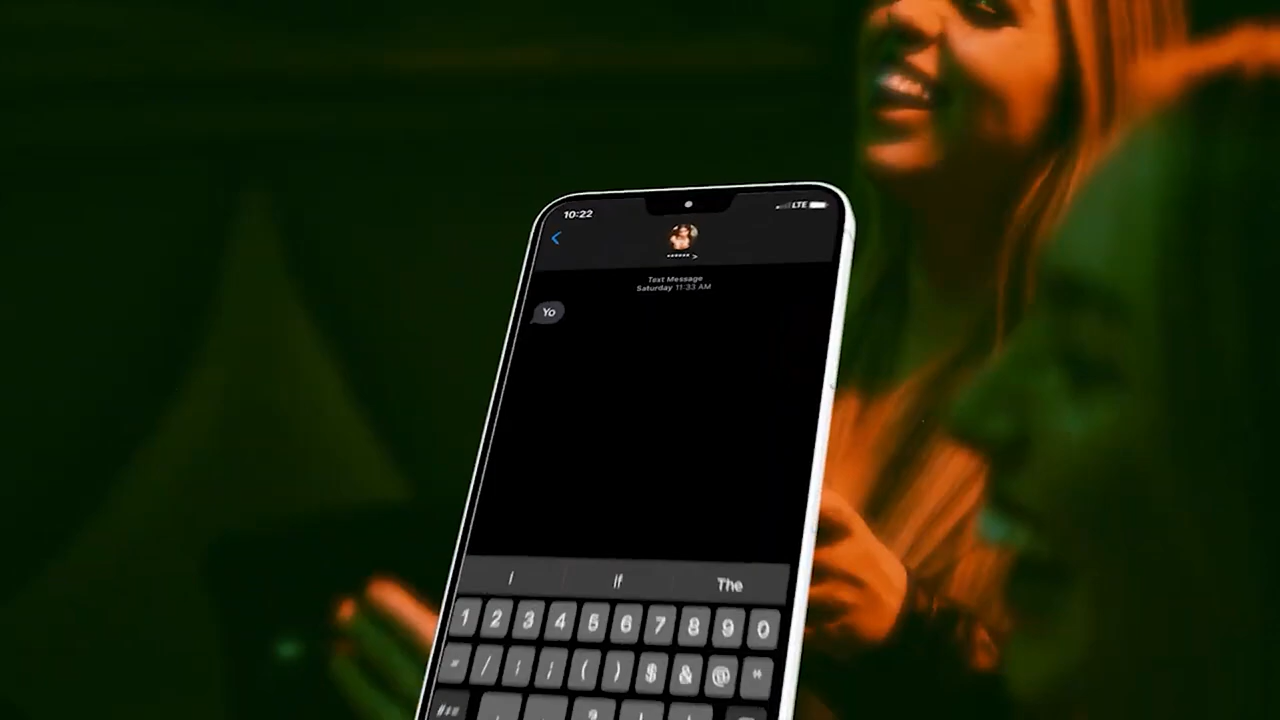 10:22
LTE
•••••• >
Text Message
Saturday 11:33 AM
Yo
I If The
1 2 3 4 5 6 7 8 9 0
/ : ; ( ) $ & @
#+=